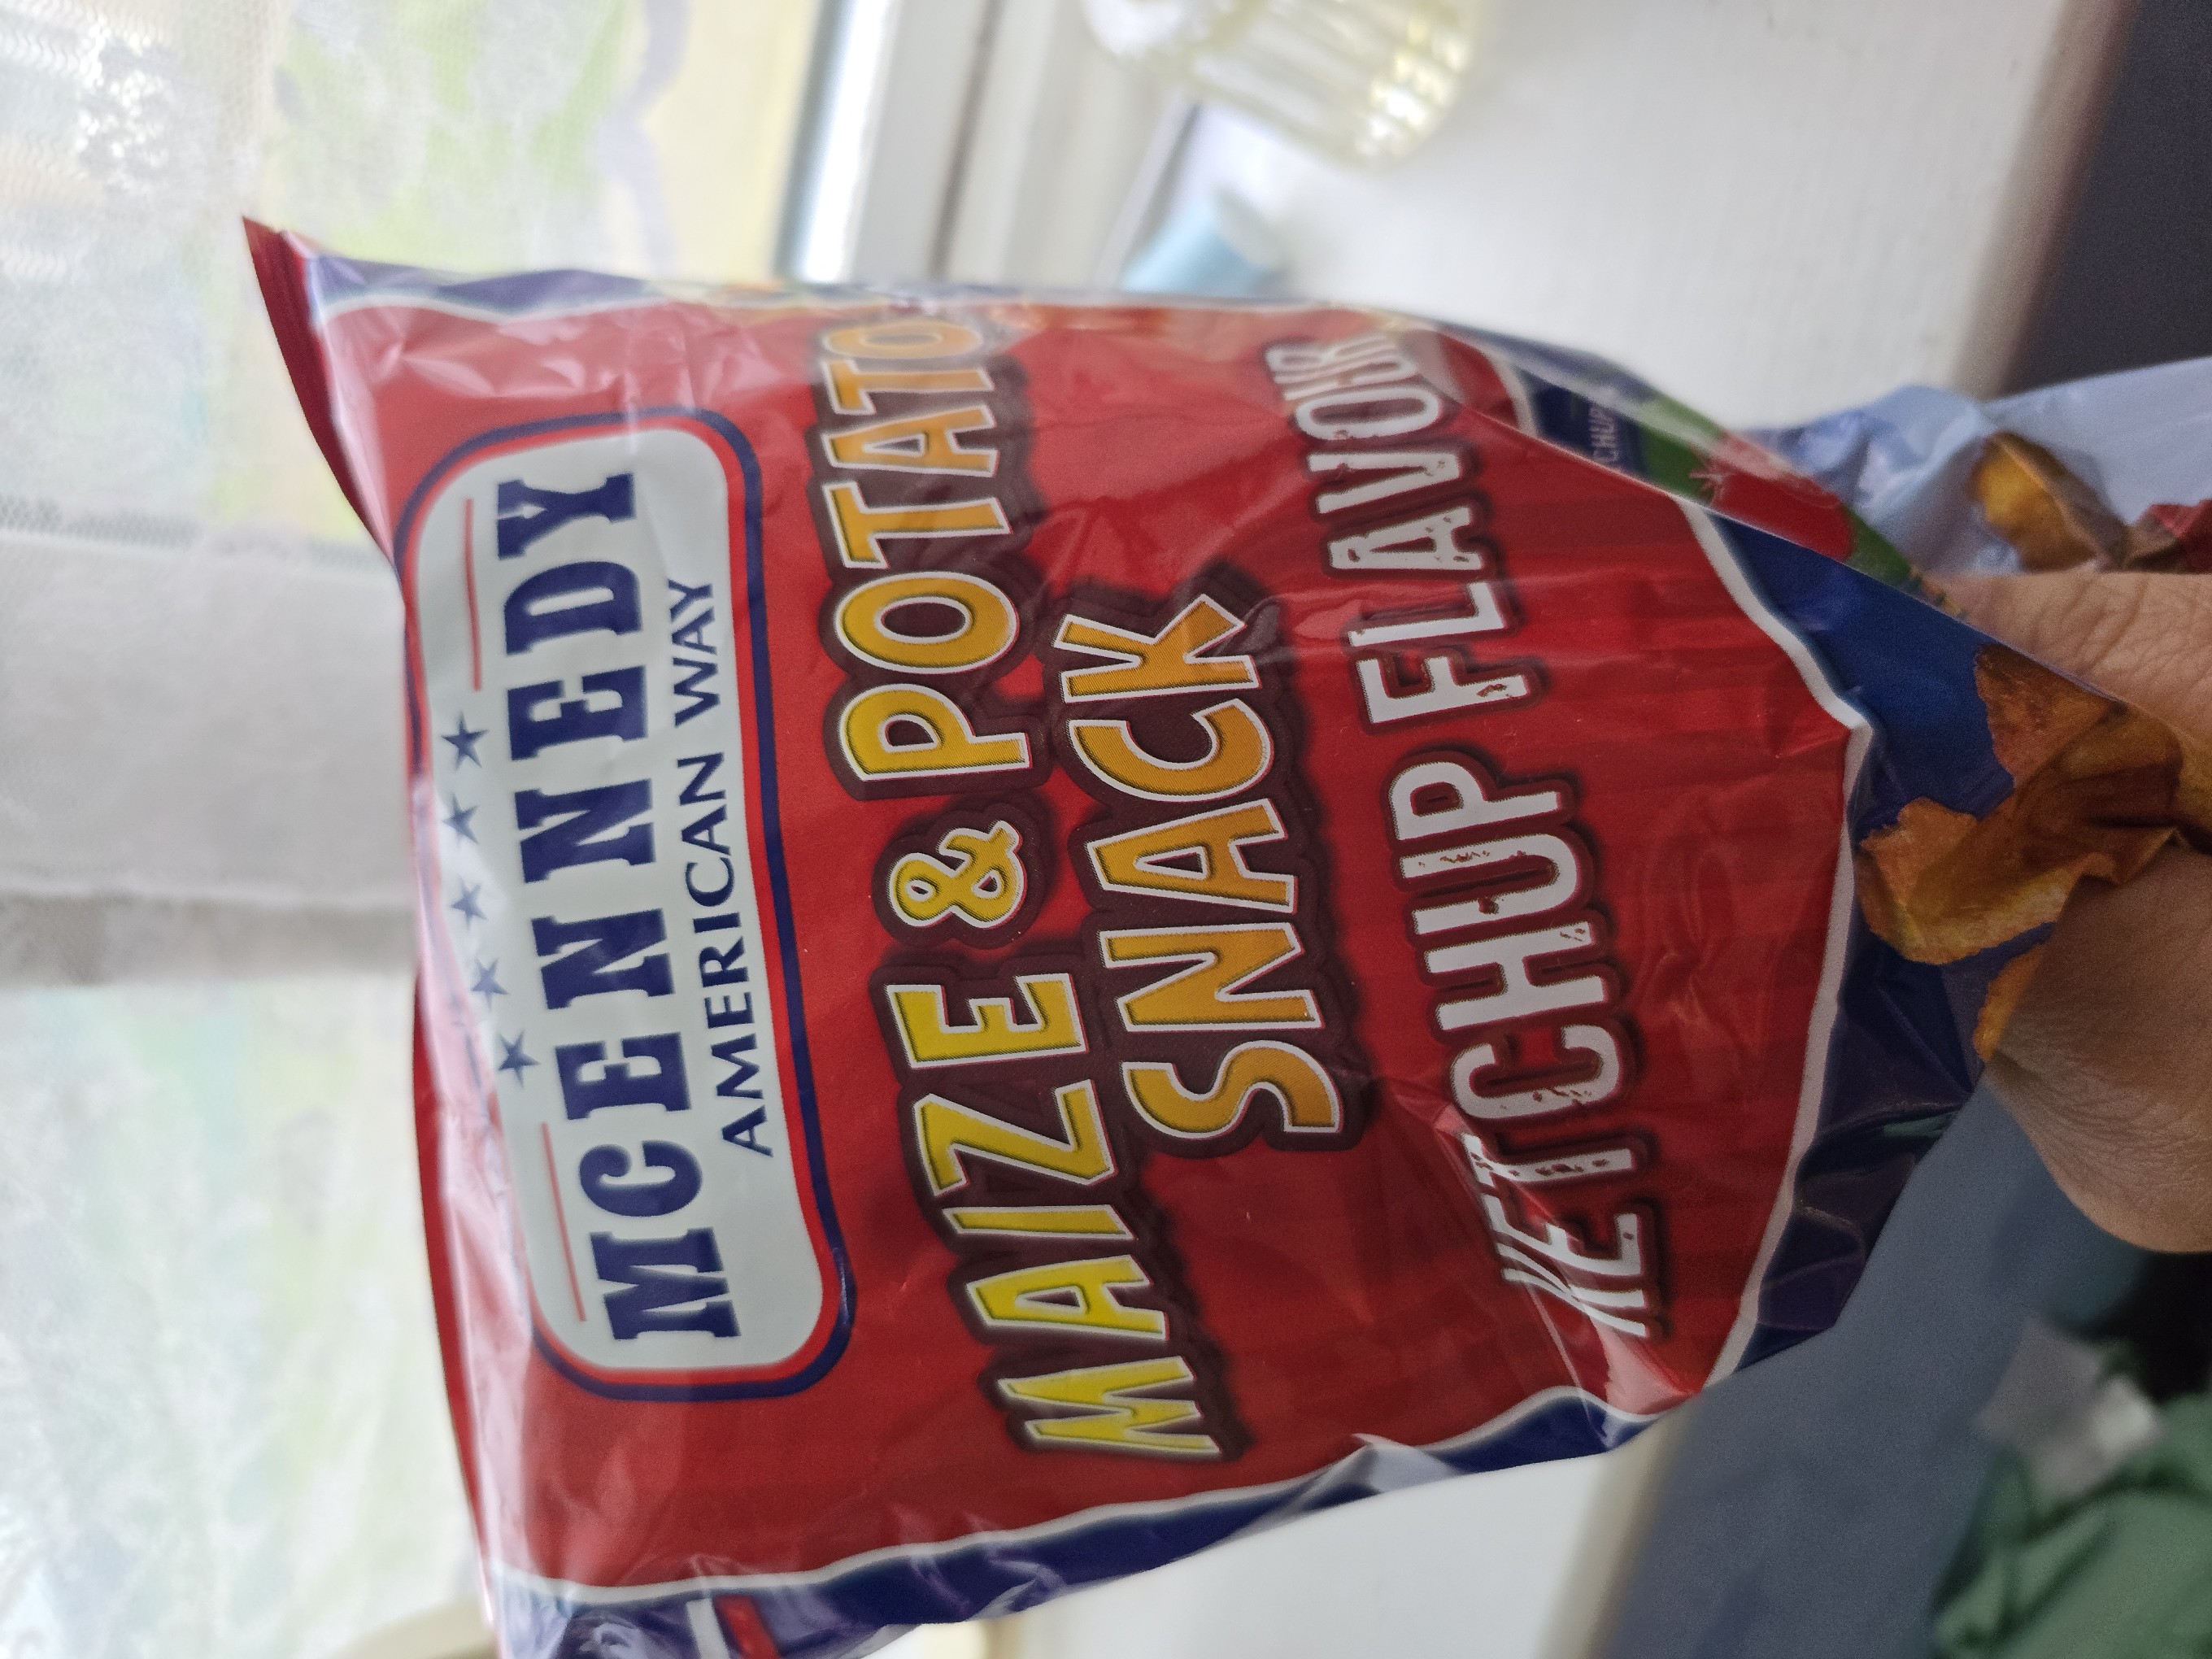 MCENNEDY
AMERICAN WAY
MAIZE & POTATO
SNACK
KETCHUP FLAVOUR